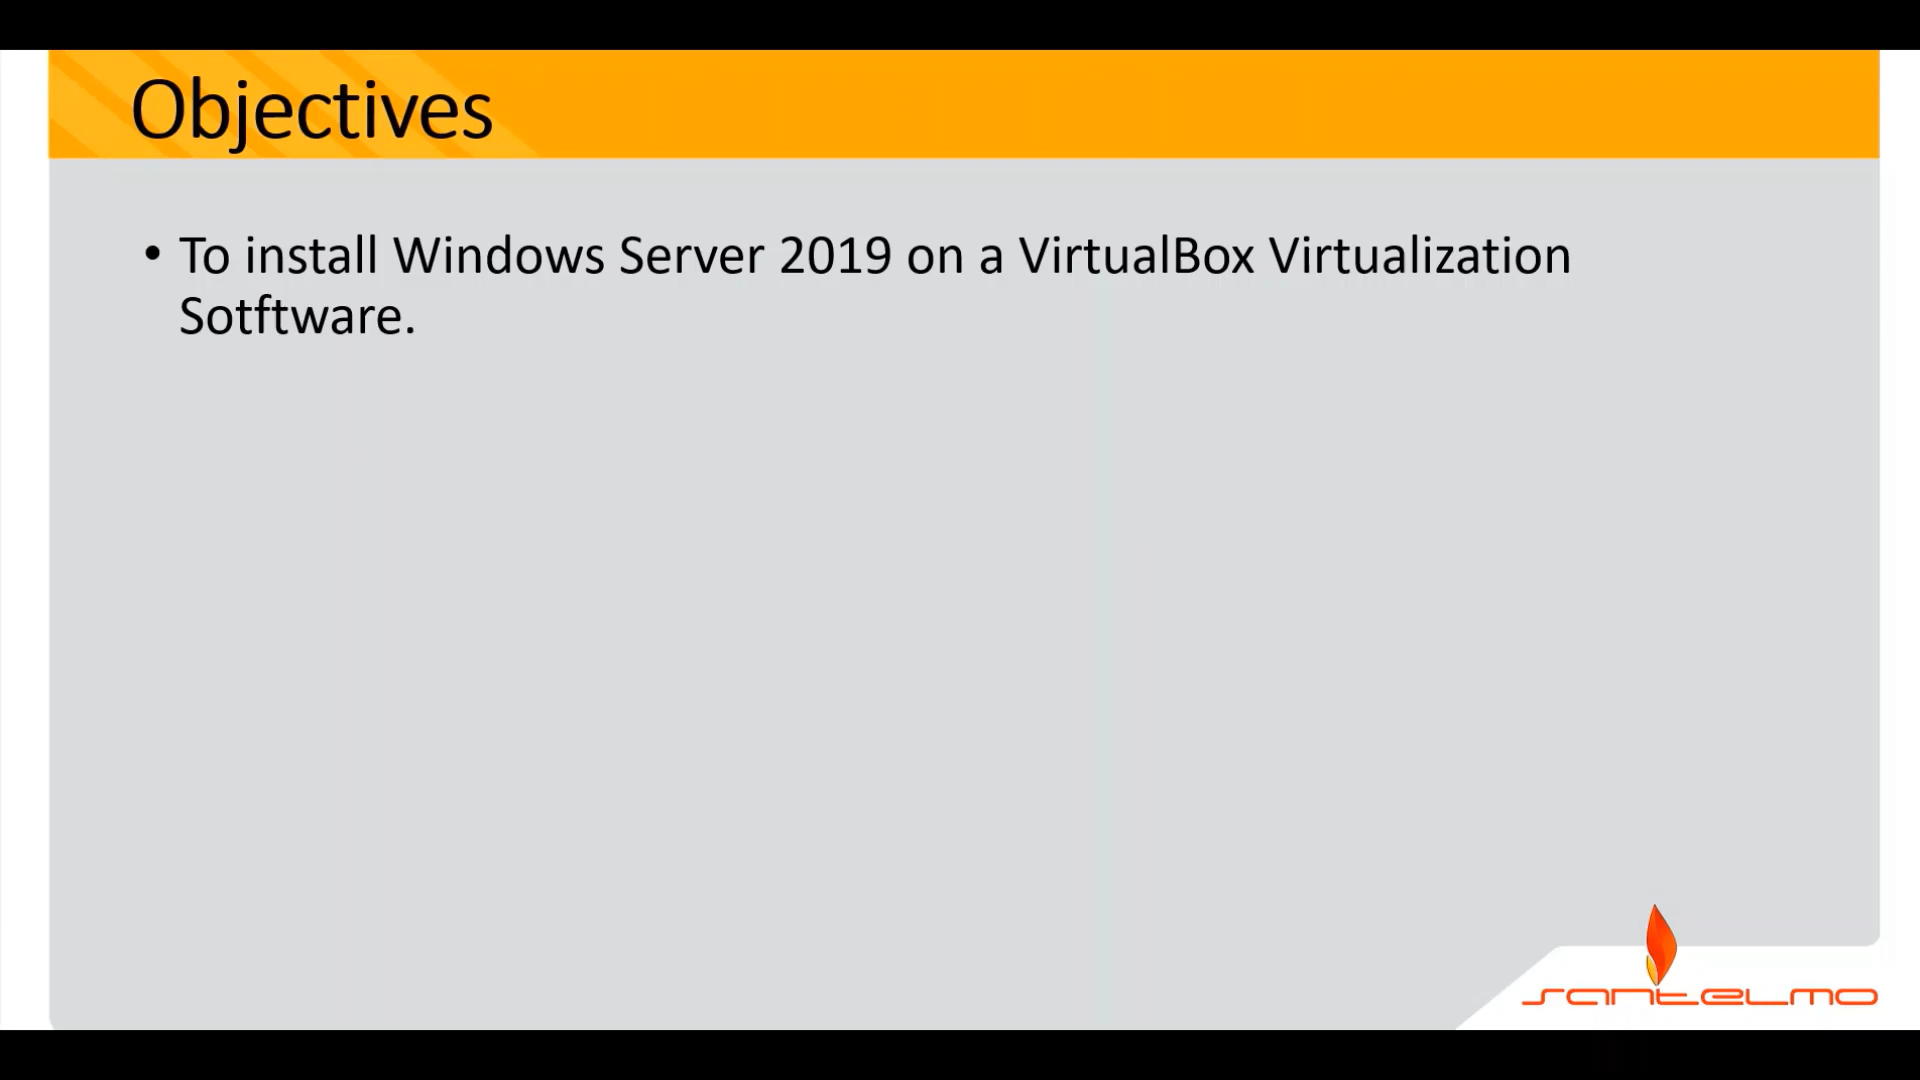 Objectives
• To install Windows Server 2019 on a VirtualBox Virtualization
Sotftware.
santelmo